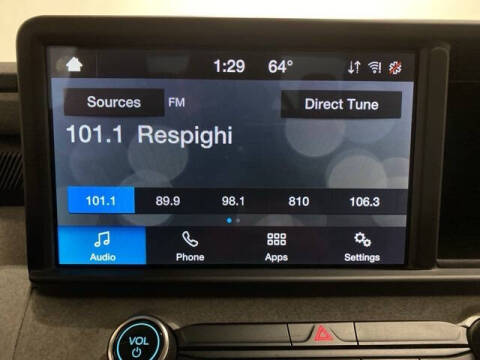 1:29 64°
Sources FM Direct Tune
101.1 Respighi
101.1 89.9 98.1 810 106.3
Audio Phone Apps Settings
VOL